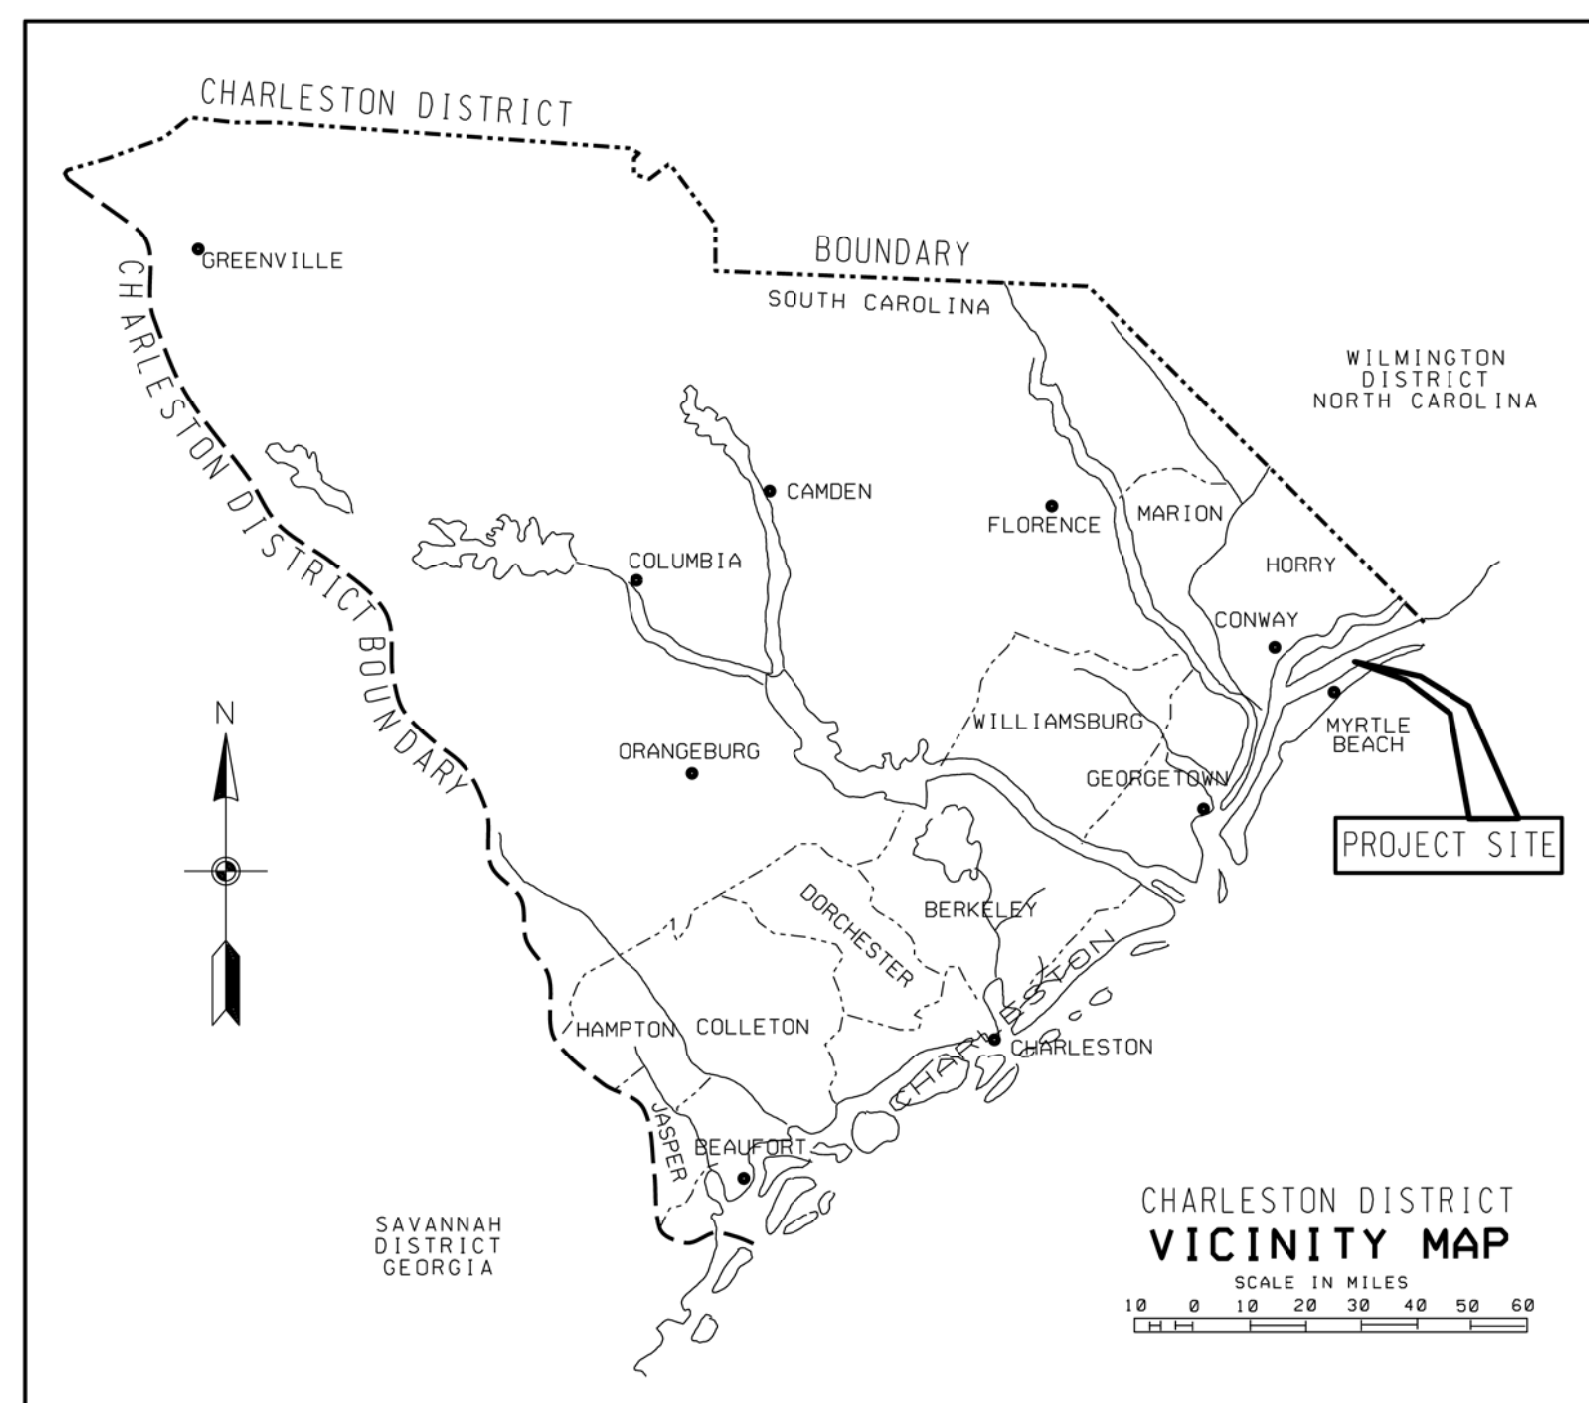 CHARLESTON DISTRICT
BOUNDARY
SOUTH CAROLINA
GREENVILLE
CHARLESTON DISTRICT BOUNDARY
WILMINGTON
DISTRICT
NORTH CAROLINA
CAMDEN
FLORENCE
MARION
HORRY
COLUMBIA
CONWAY
N
WILLIAMSBURG
MYRTLE
BEACH
ORANGEBURG
GEORGETOWN
PROJECT SITE
DORCHESTER
BERKELEY
HAMPTON
COLLETON
CHARLESTON
CHARLESTON
JASPER
BEAUFORT
SAVANNAH
DISTRICT
GEORGIA
CHARLESTON DISTRICT
VICINITY MAP
SCALE IN MILES
10 0 10 20 30 40 50 60